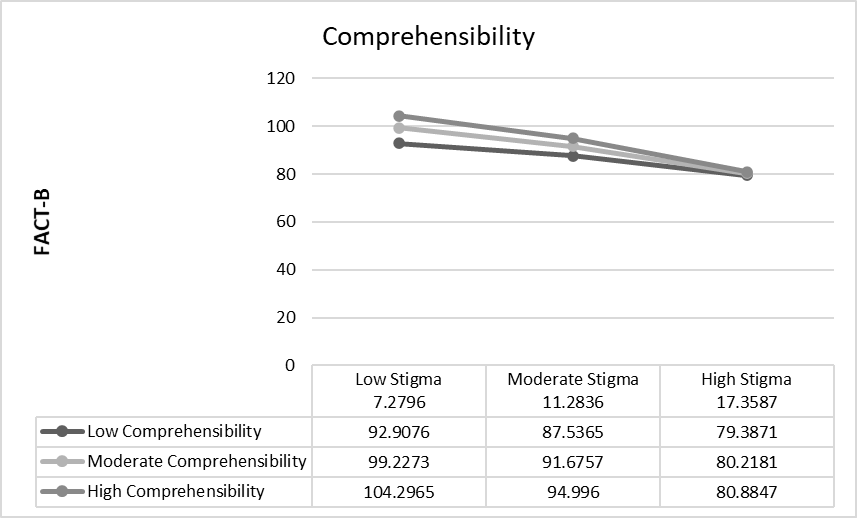 Comprehensibility
120
100
80
60
40
20
0
FACT-B
Low Stigma Moderate Stigma High Stigma
7.2796 11.2836 17.3587
Low Comprehensibility 92.9076 87.5365 79.3871
Moderate Comprehensibility 99.2273 91.6757 80.2181
High Comprehensibility 104.2965 94.996 80.8847